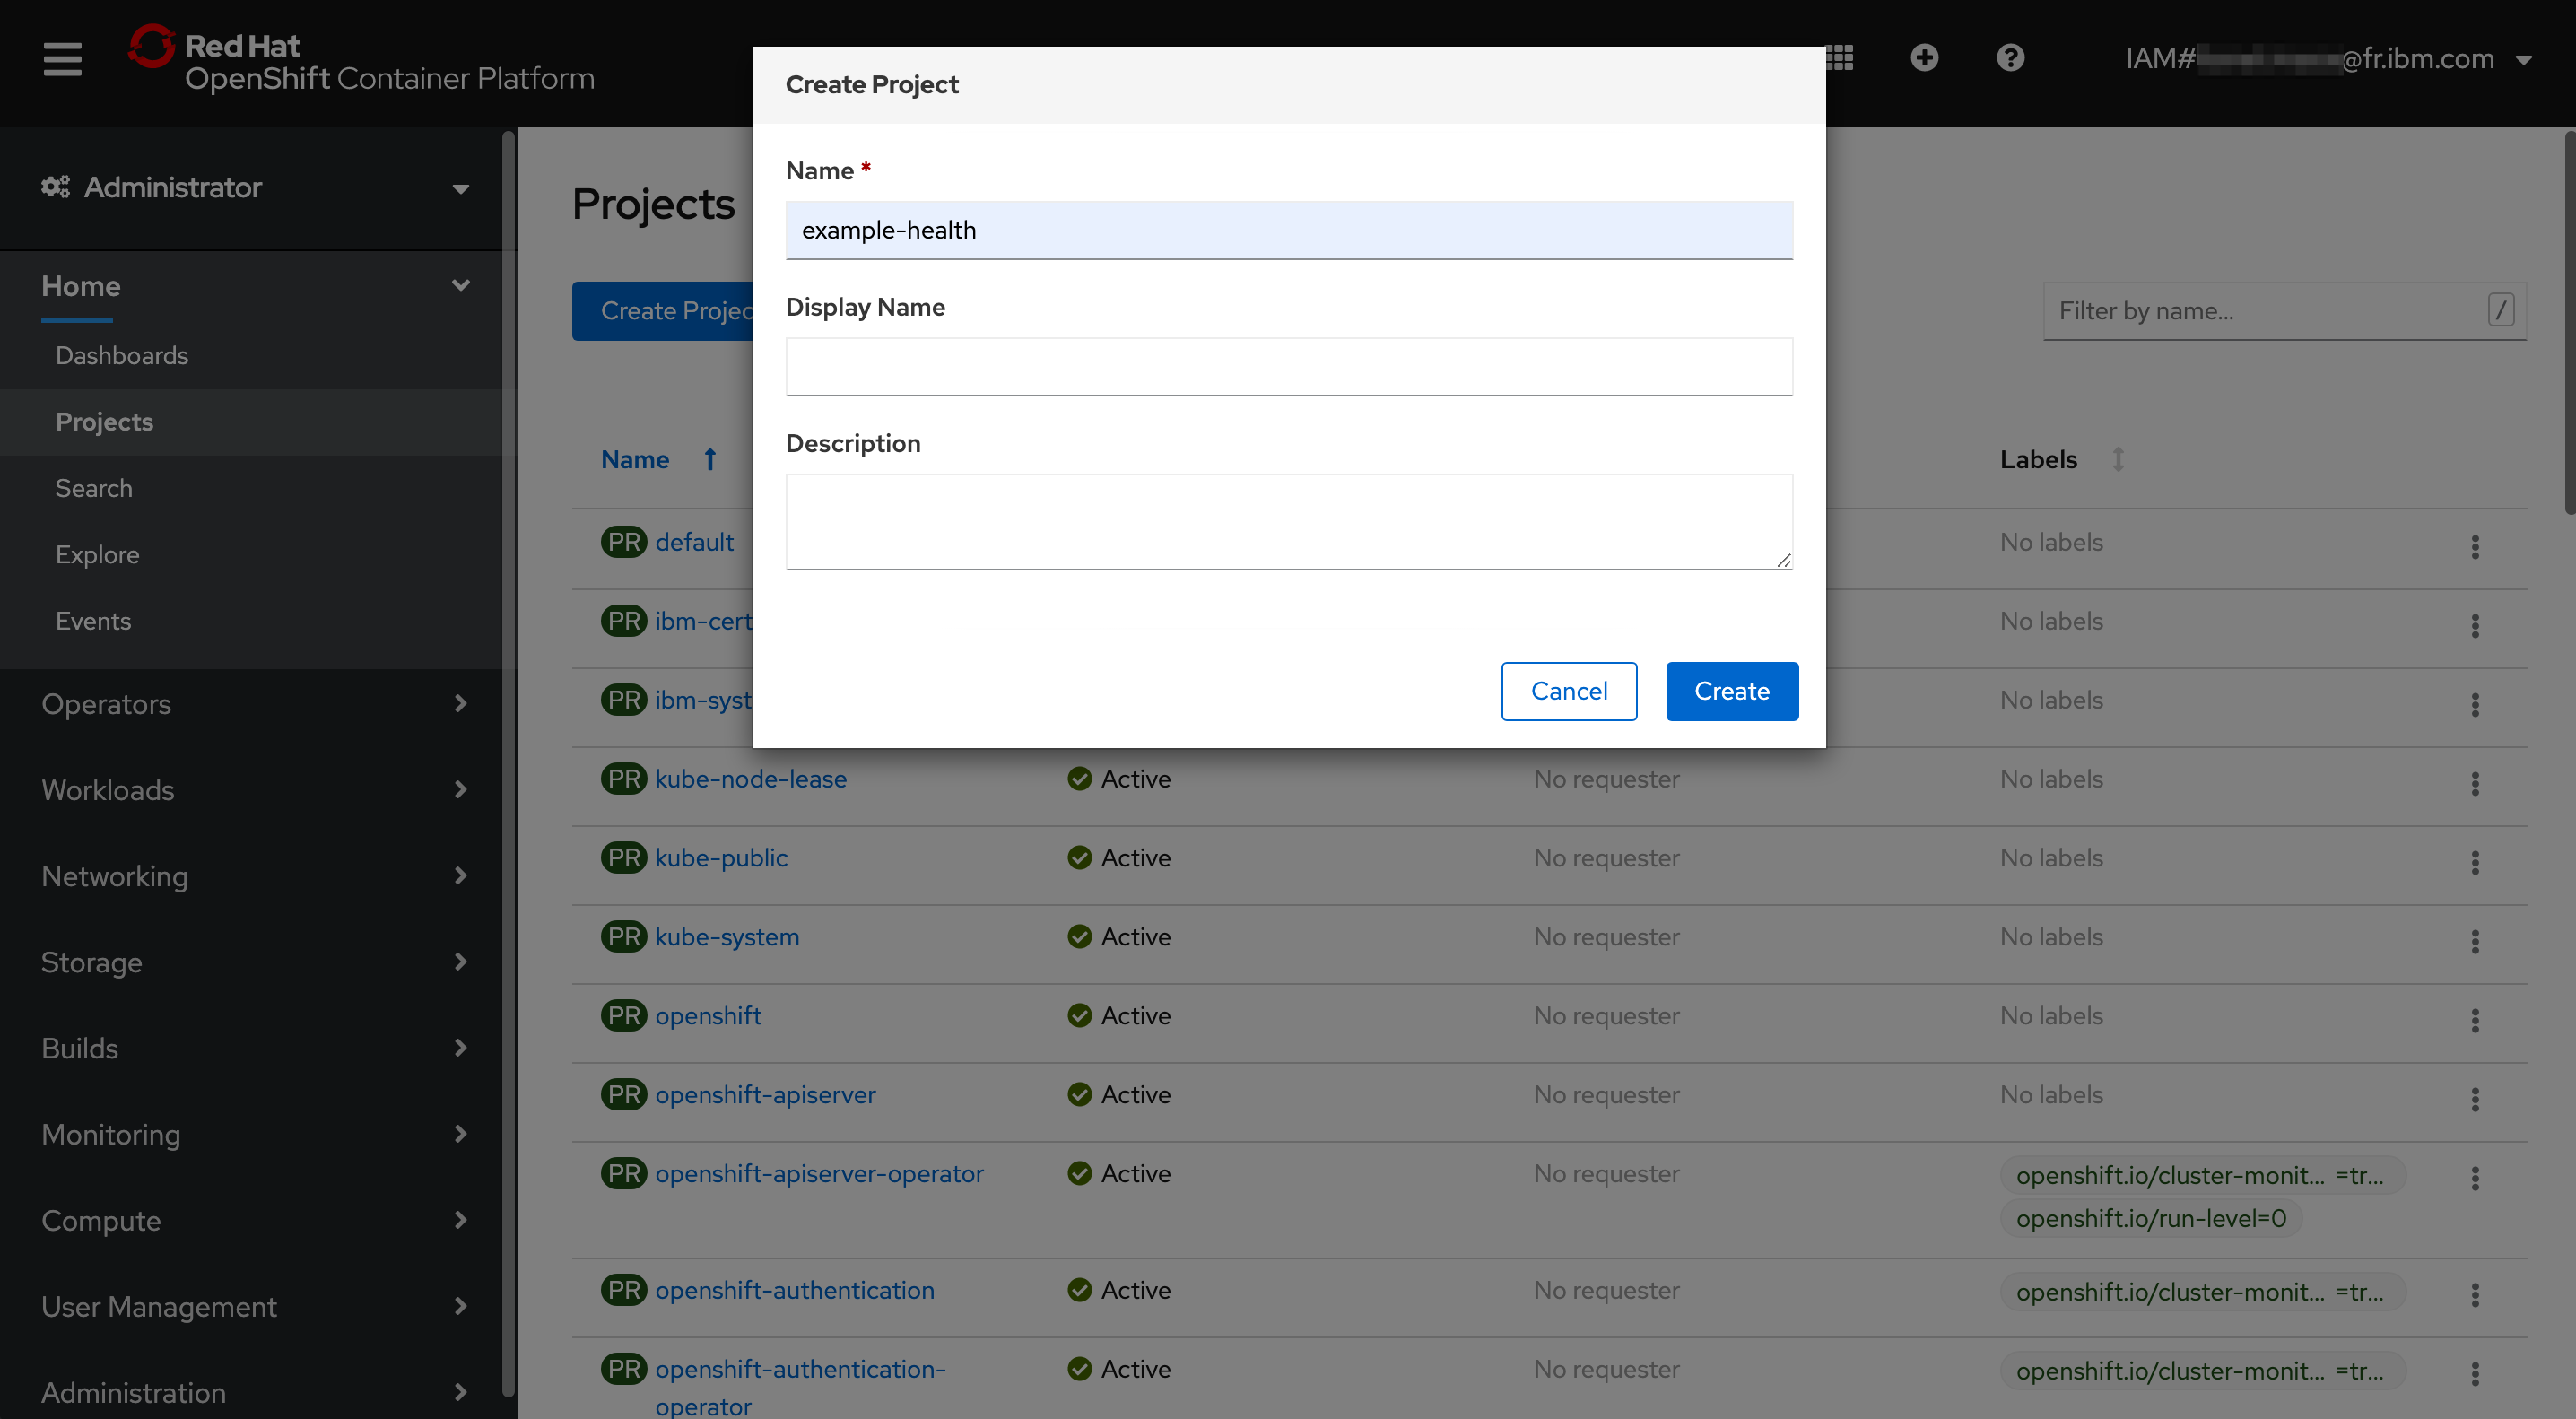 Red Hat
OpenShift Container Platform
IAM#
@fr.ibm.com
Administrator
Home
Dashboards
Projects
Search
Explore
Events
Operators
Workloads
Networking
Storage
Builds
Monitoring
Compute
User Management
Administration
Projects
Create Projec
Filter by name...
/
Create Project
Name *
example-health
Display Name
Description
Cancel
Create
Name
Labels
PR default
No labels
PR ibm-cert
No labels
PR ibm-syst
No labels
PR kube-node-lease Active No requester No labels
PR kube-public Active No requester No labels
PR kube-system Active No requester No labels
PR openshift Active No requester No labels
PR openshift-apiserver Active No requester No labels
PR openshift-apiserver-operator Active No requester openshift.io/cluster-monit... =tr...
openshift.io/run-level=0
PR openshift-authentication Active No requester openshift.io/cluster-monit... =tr...
PR openshift-authentication- Active No requester openshift.io/cluster-monit... =tr...
operator